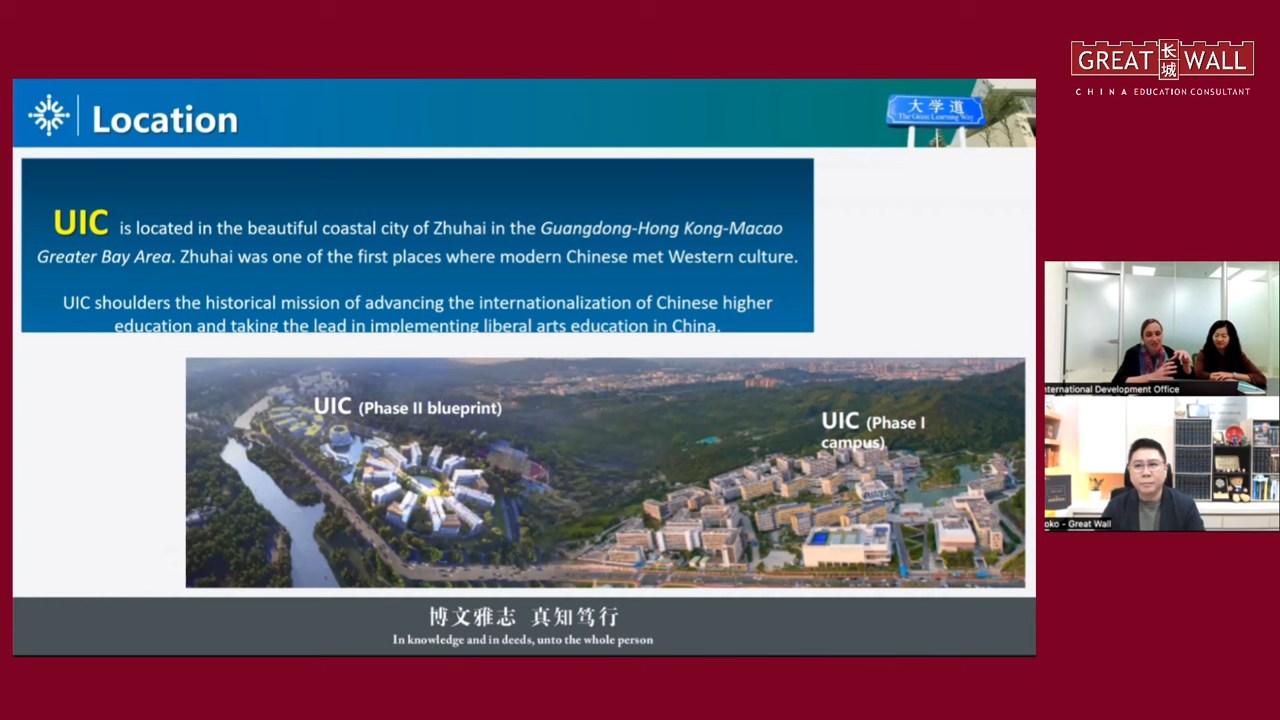 GREAT 长城 WALL
CHINA EDUCATION CONSULTANT
Location
大学道
The Great Learning Way
UIC is located in the beautiful coastal city of Zhuhai in the Guangdong-Hong Kong-Macao
Greater Bay Area. Zhuhai was one of the first places where modern Chinese met Western culture.
UIC shoulders the historical mission of advancing the internationalization of Chinese higher
education and taking the lead in implementing liberal arts education in China.
UIC (Phase II blueprint)
UIC (Phase I
campus)
nternational Development Office
oko - Great Wall
博文雅志 真知笃行
In knowledge and in deeds, unto the whole person